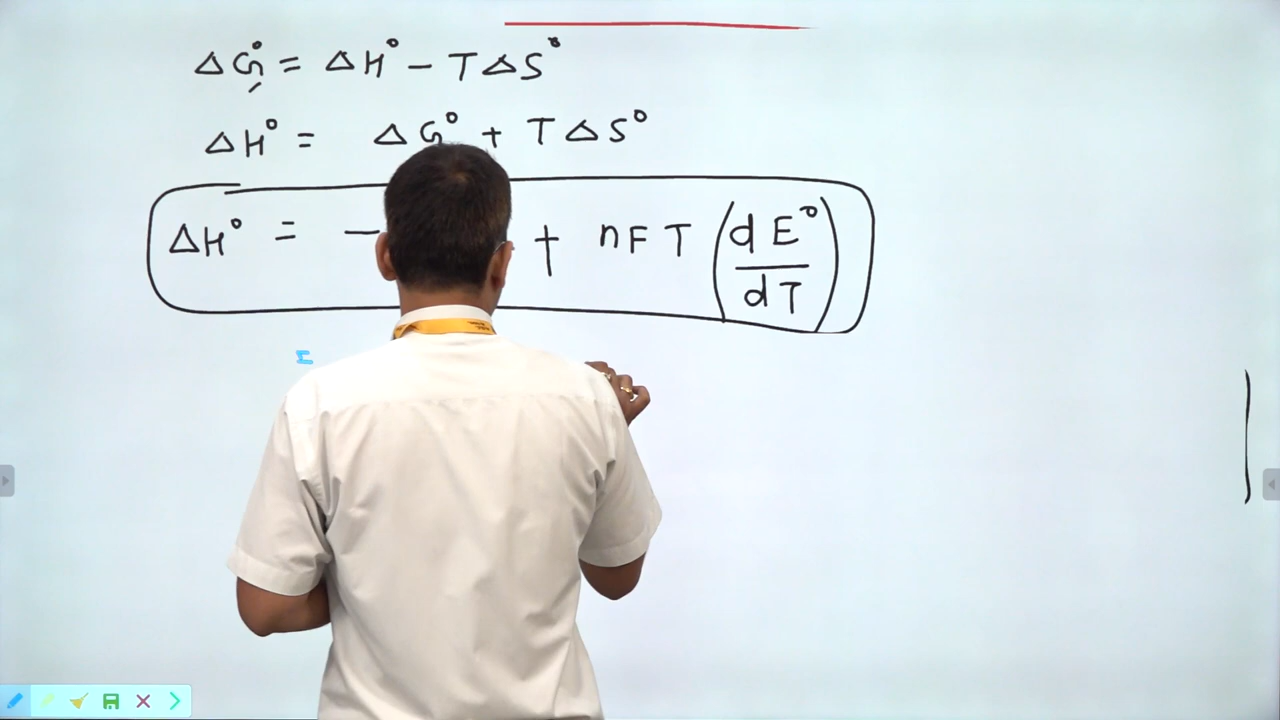 ΔG° = ΔH° - TΔS°
ΔH° = ΔG° + TΔS°
ΔH° = - + nFT (dE°/dT)
Σ